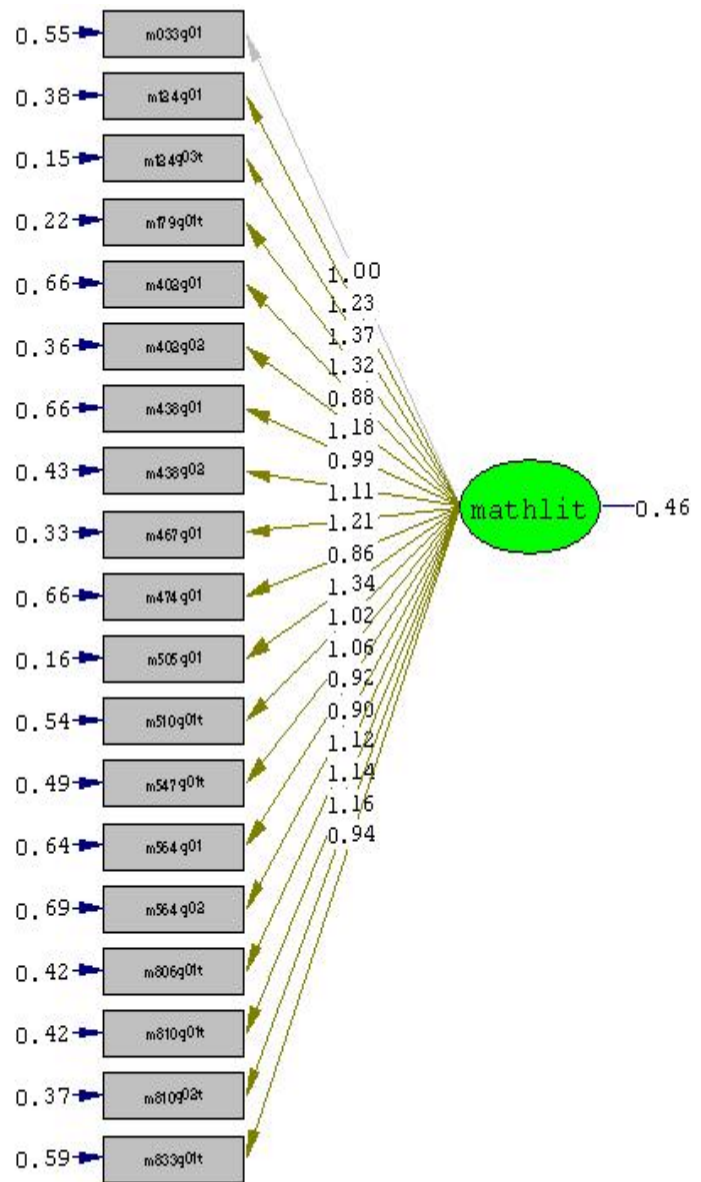 0.55 m033q01
0.38 m124q01
0.15 m124q03t
0.22 m179q01t
0.66 m402q01
0.36 m402q02
0.66 m438q01
0.43 m438q02
0.33 m467q01
0.66 m474q01
0.16 m505q01
0.54 m510q01t
0.49 m547q01t
0.64 m564q01
0.69 m564q02
0.42 m806q01t
0.42 m810q01t
0.37 m810q02t
0.59 m833q01t
1.00
1.23
1.37
1.32
0.88
1.18
0.99
1.11
1.21
0.86
1.34
1.02
1.06
0.92
0.90
1.12
1.14
1.16
0.94
mathlit 0.46